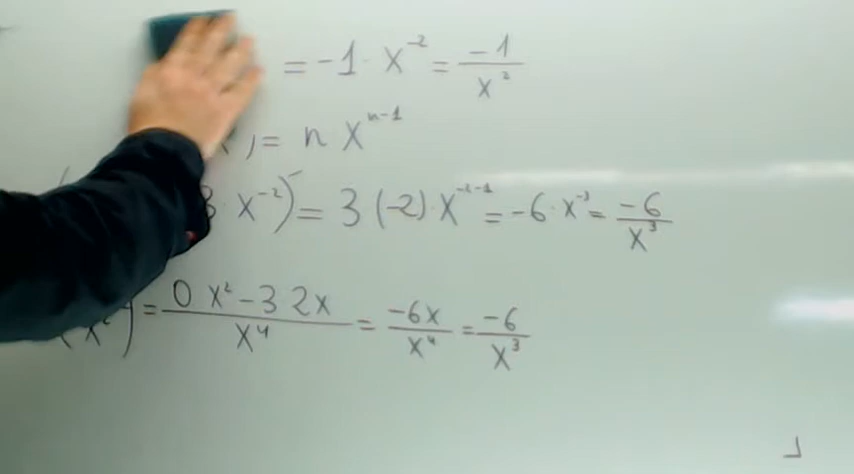 = -1 · x⁻² = -1/x²
) = n x^(n-1)
3 · x⁻²)' = 3 (-2) · x^(-2-1) = -6 · x⁻³ = -6/x³
x²) = (0 x² - 3 2x)/x⁴ = -6x/x⁴ = -6/x³